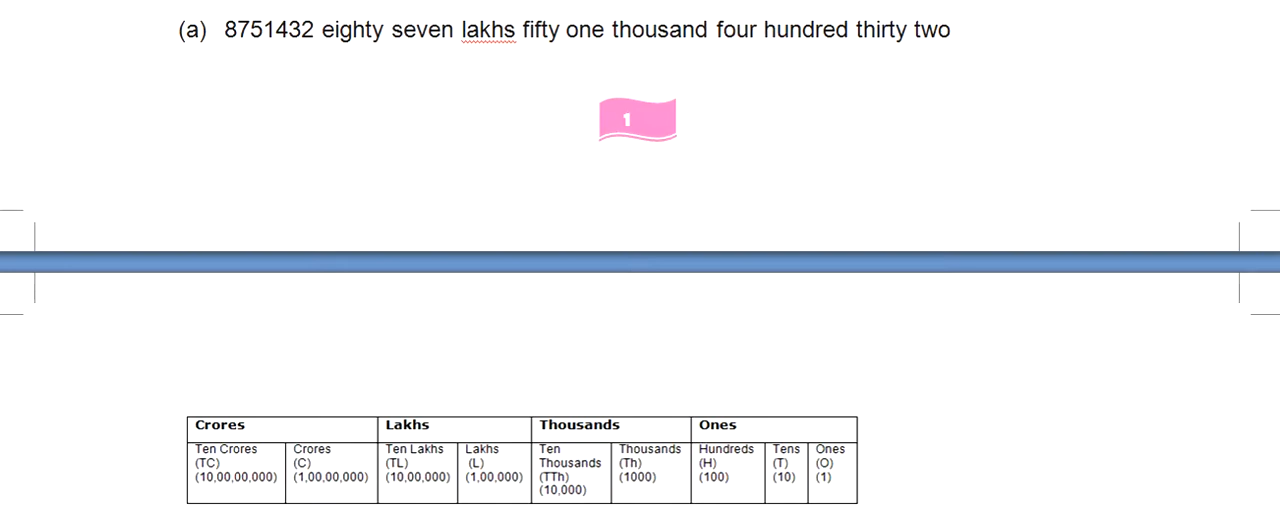 (a) 8751432 eighty seven lakhs fifty one thousand four hundred thirty two
1
Crores Lakhs Thousands Ones
Ten Crores (TC) (10,00,00,000) Crores (C) (1,00,00,000) Ten Lakhs (TL) (10,00,000) Lakhs (L) (1,00,000) Ten Thousands (TTh) (10,000) Thousands (Th) (1000) Hundreds (H) (100) Tens (T) (10) Ones (O) (1)